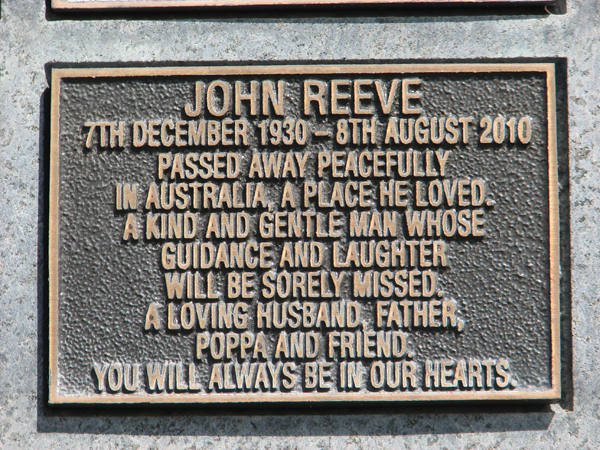 JOHN REEVE
7TH DECEMBER 1930 – 8TH AUGUST 2010
PASSED AWAY PEACEFULLY
IN AUSTRALIA, A PLACE HE LOVED.
A KIND AND GENTLE MAN WHOSE
GUIDANCE AND LAUGHTER
WILL BE SORELY MISSED.
A LOVING HUSBAND, FATHER,
POPPA AND FRIEND.
YOU WILL ALWAYS BE IN OUR HEARTS.